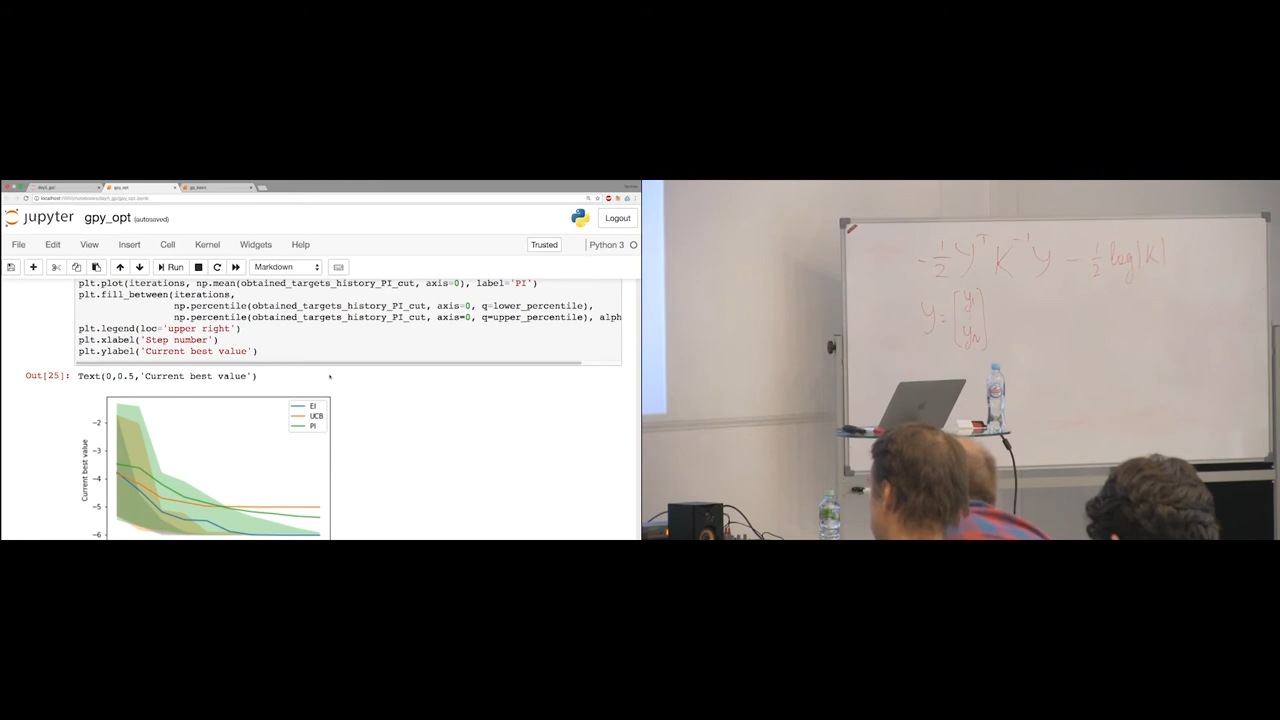 gpy_opt
jupyter gpy_opt (autosaved)
Logout
File Edit View Insert Cell Kernel Widgets Help
Trusted
Python 3
Run
Markdown
plt.plot(iterations, np.mean(obtained_targets_history_PI_cut, axis=0), label='PI')
plt.fill_between(iterations,
np.percentile(obtained_targets_history_PI_cut, axis=0, q=lower_percentile),
np.percentile(obtained_targets_history_PI_cut, axis=0, q=upper_percentile), alph
plt.legend(loc='upper right')
plt.xlabel('Step number')
plt.ylabel('Current best value')
Out[25]: Text(0,0.5,'Current best value')
EI
UCB
PI
−2
−3
−4
−5
−6
Current best value
-1/2 y^T K^-1 y - 1/2 log|K|
y = [y1 ⋮ yn]